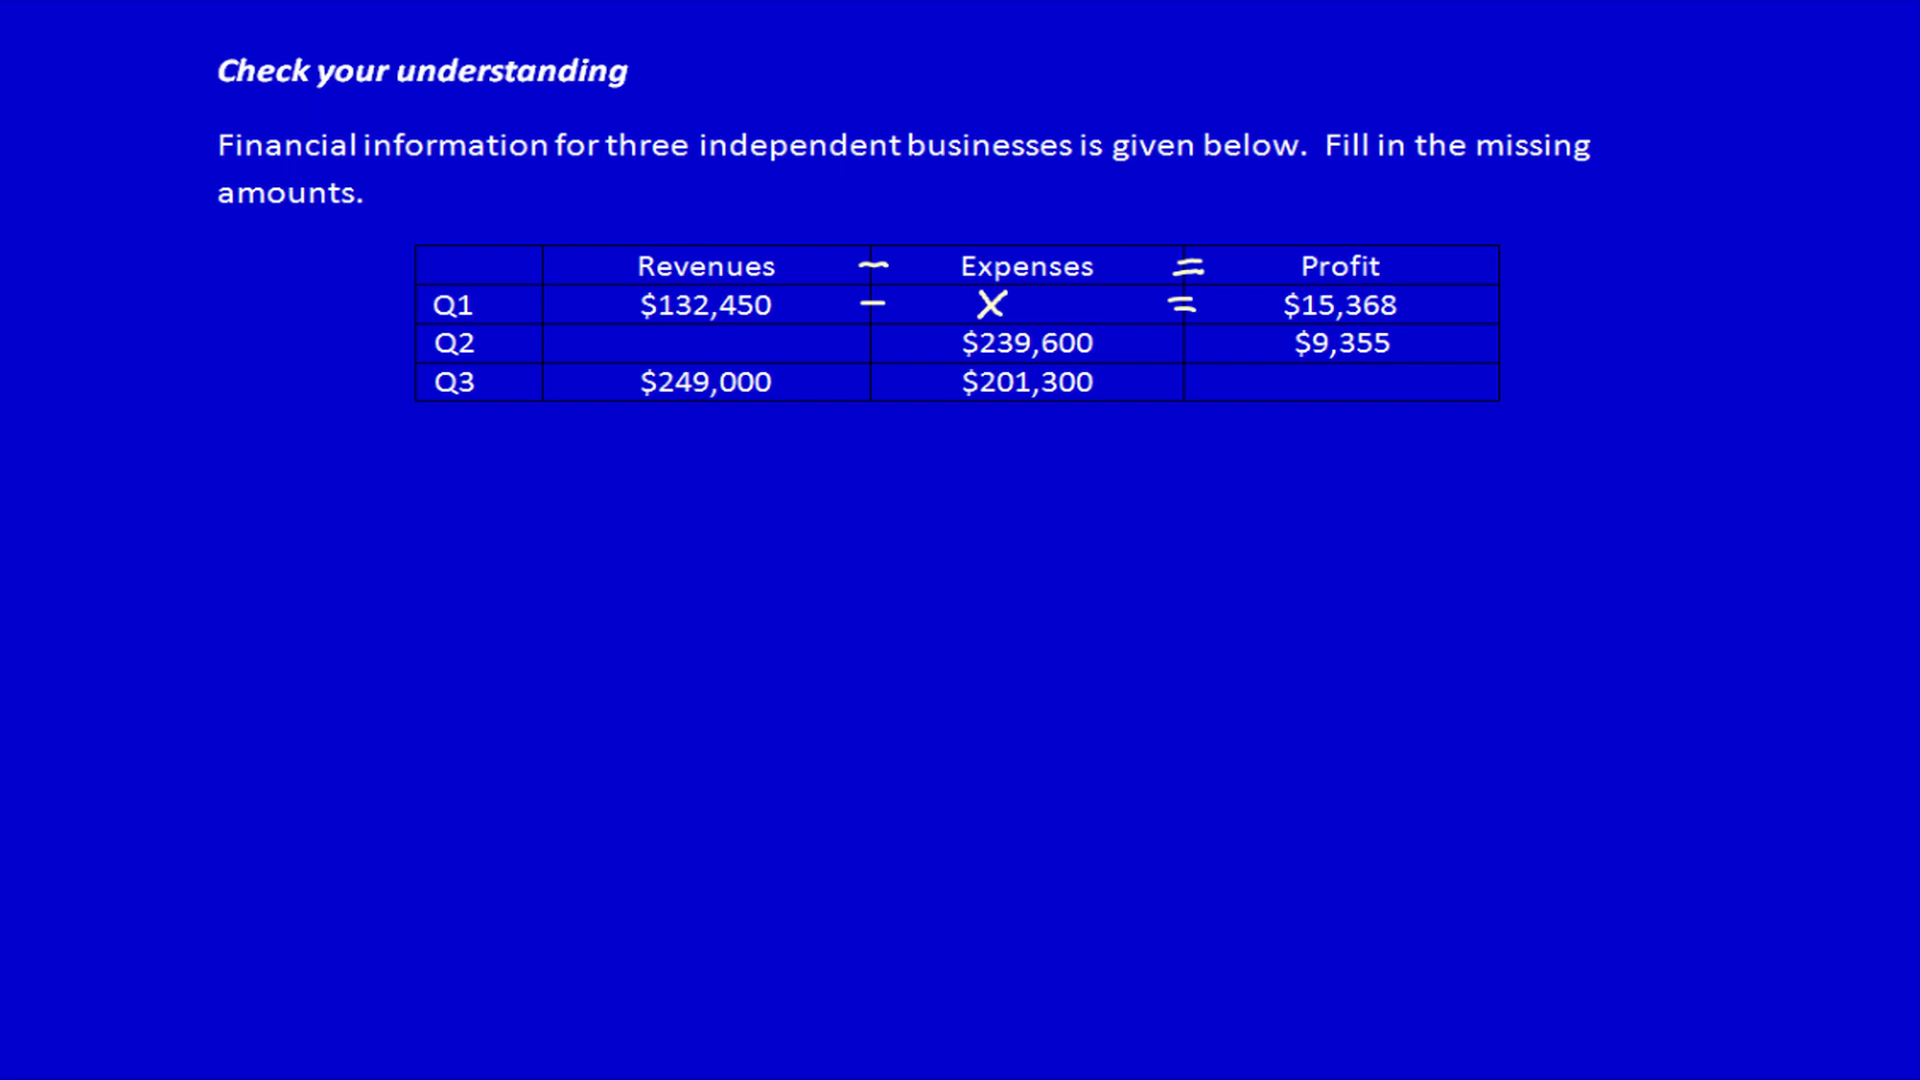 Check your understanding
Financial information for three independent businesses is given below. Fill in the missing
amounts.
Revenues – Expenses = Profit
Q1 $132,450 – X = $15,368
Q2 $239,600 $9,355
Q3 $249,000 $201,300